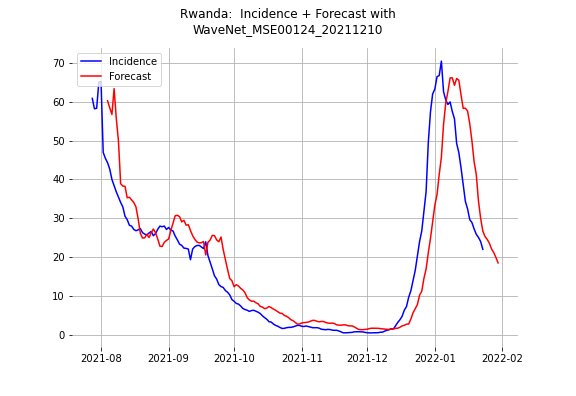 Rwanda:  Incidence + Forecast with
WaveNet_MSE00124_20211210
Incidence
Forecast
70
60
50
40
30
20
10
0
2021-08 2021-09 2021-10 2021-11 2021-12 2022-01 2022-02